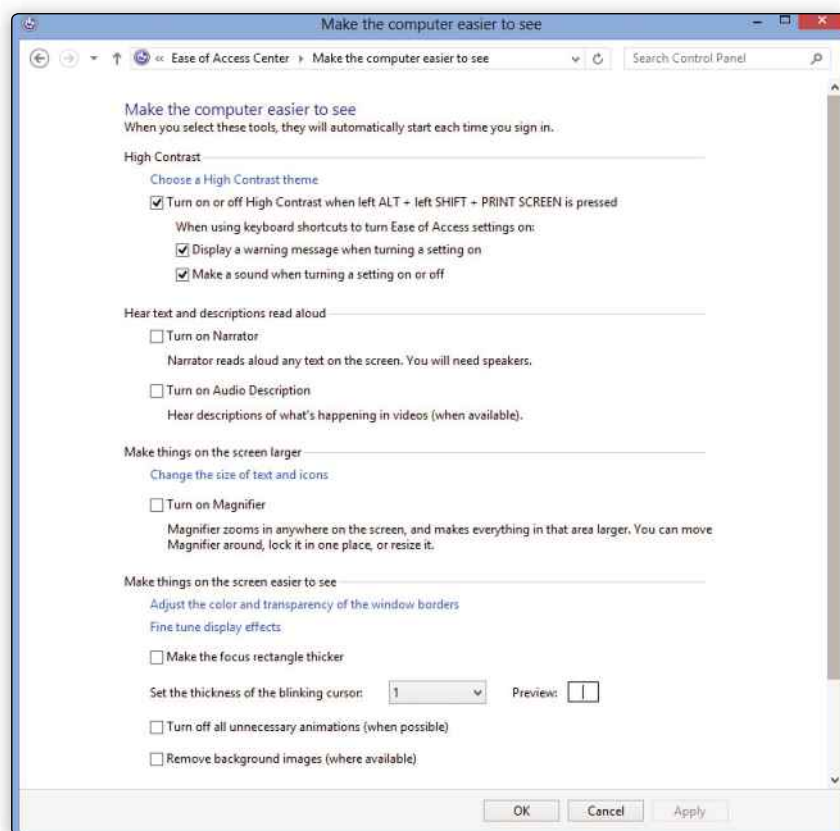 Make the computer easier to see
« Ease of Access Center Make the computer easier to see
Search Control Panel
Make the computer easier to see
When you select these tools, they will automatically start each time you sign in.
High Contrast
Choose a High Contrast theme
Turn on or off High Contrast when left ALT + left SHIFT + PRINT SCREEN is pressed
When using keyboard shortcuts to turn Ease of Access settings on:
Display a warning message when turning a setting on
Make a sound when turning a setting on or off
Hear text and descriptions read aloud
Turn on Narrator
Narrator reads aloud any text on the screen. You will need speakers.
Turn on Audio Description
Hear descriptions of what's happening in videos (when available).
Make things on the screen larger
Change the size of text and icons
Turn on Magnifier
Magnifier zooms in anywhere on the screen, and makes everything in that area larger. You can move
Magnifier around, lock it in one place, or resize it.
Make things on the screen easier to see
Adjust the color and transparency of the window borders
Fine tune display effects
Make the focus rectangle thicker
Set the thickness of the blinking cursor: 1 Preview:
Turn off all unnecessary animations (when possible)
Remove background images (where available)
OK Cancel Apply